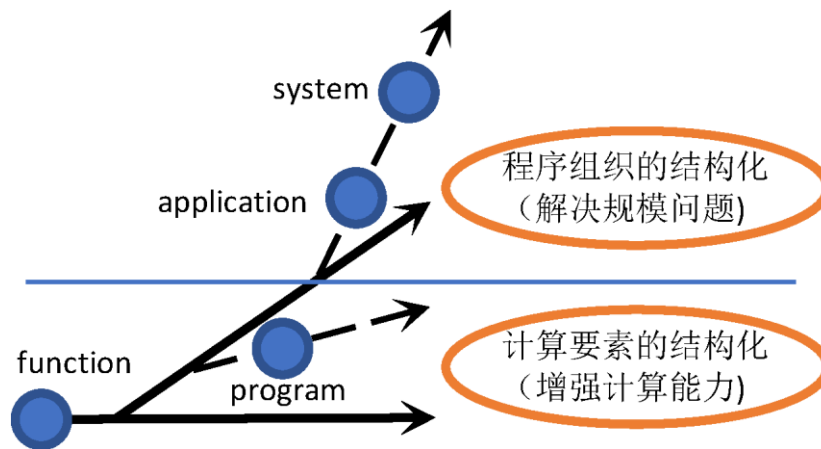 system
程序组织的结构化
（解决规模问题)
application
function
program
计算要素的结构化
（增强计算能力)